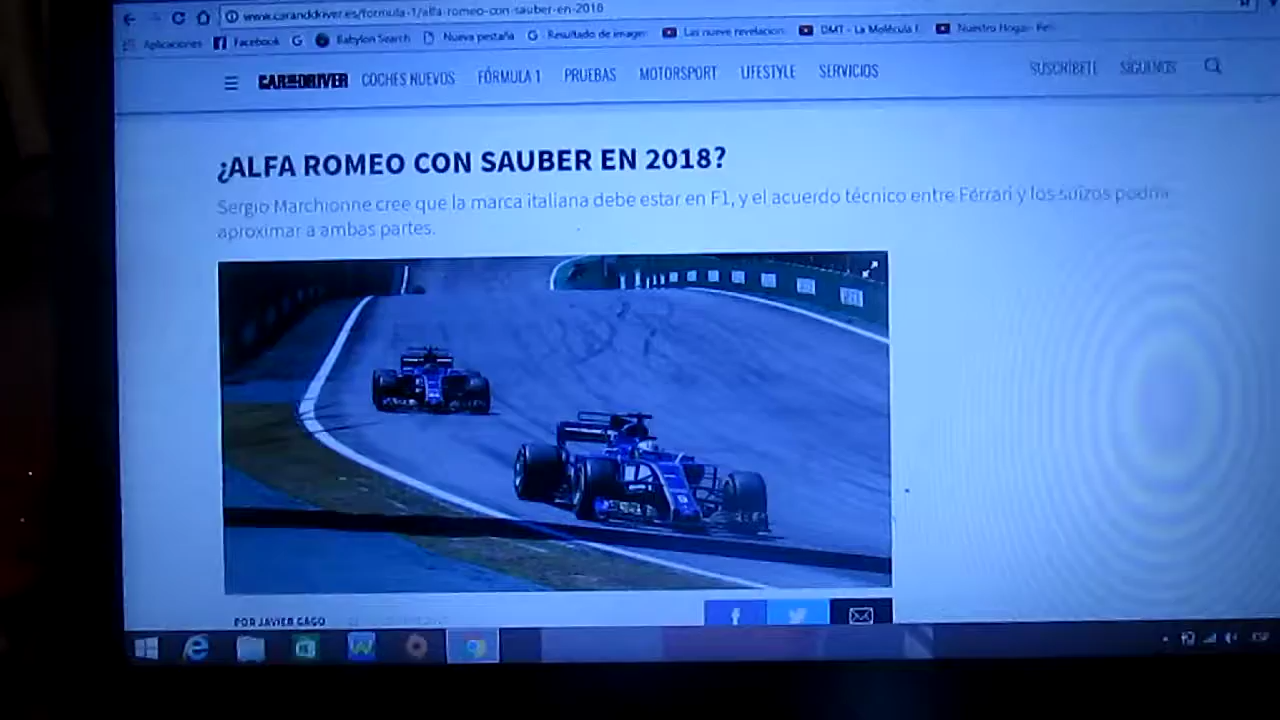 www.caranddriver.es/formula-1/alfa-romeo-con-sauber-en-2018
Aplicaciones Facebook Babylon Search Nueva pestaña Resultado de imagen Las nueve revelacion DMT - La Molécula Nuestro Hogar
CAR AND DRIVER COCHES NUEVOS FÓRMULA 1 PRUEBAS MOTORSPORT LIFESTYLE SERVICIOS SUSCRÍBETE SÍGUENOS
¿ALFA ROMEO CON SAUBER EN 2018?
Sergio Marchionne cree que la marca italiana debe estar en F1, y el acuerdo técnico entre Ferrari y los suizos podría
aproximar a ambas partes.
POR JAVIER GAGO
ESP